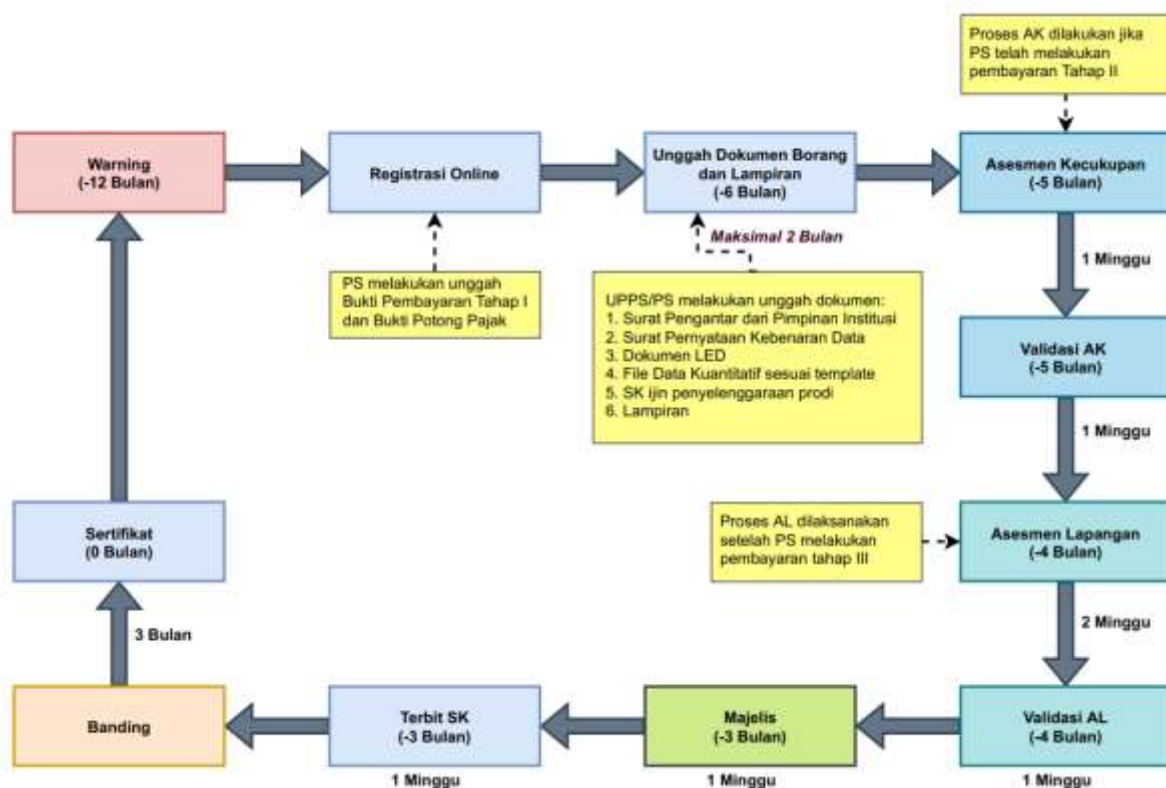 Proses AK dilakukan jika
PS telah melakukan
pembayaran Tahap II
Warning
(-12 Bulan)
Registrasi Online
Unggah Dokumen Borang
dan Lampiran
(-6 Bulan)
Asesmen Kecukupan
(-5 Bulan)
Maksimal 2 Bulan
1 Minggu
PS melakukan unggah
Bukti Pembayaran Tahap I
dan Bukti Potong Pajak
UPPS/PS melakukan unggah dokumen:
1. Surat Pengantar dari Pimpinan Institusi
2. Surat Pernyataan Kebenaran Data
3. Dokumen LED
4. File Data Kuantitatif sesuai template
5. SK ijin penyelenggaraan prodi
6. Lampiran
Validasi AK
(-5 Bulan)
1 Minggu
Sertifikat
(0 Bulan)
Proses AL dilaksanakan
setelah PS melakukan
pembayaran tahap III
Asesmen Lapangan
(-4 Bulan)
3 Bulan
2 Minggu
Banding
Terbit SK
(-3 Bulan)
Majelis
(-3 Bulan)
Validasi AL
(-4 Bulan)
1 Minggu
1 Minggu
1 Minggu